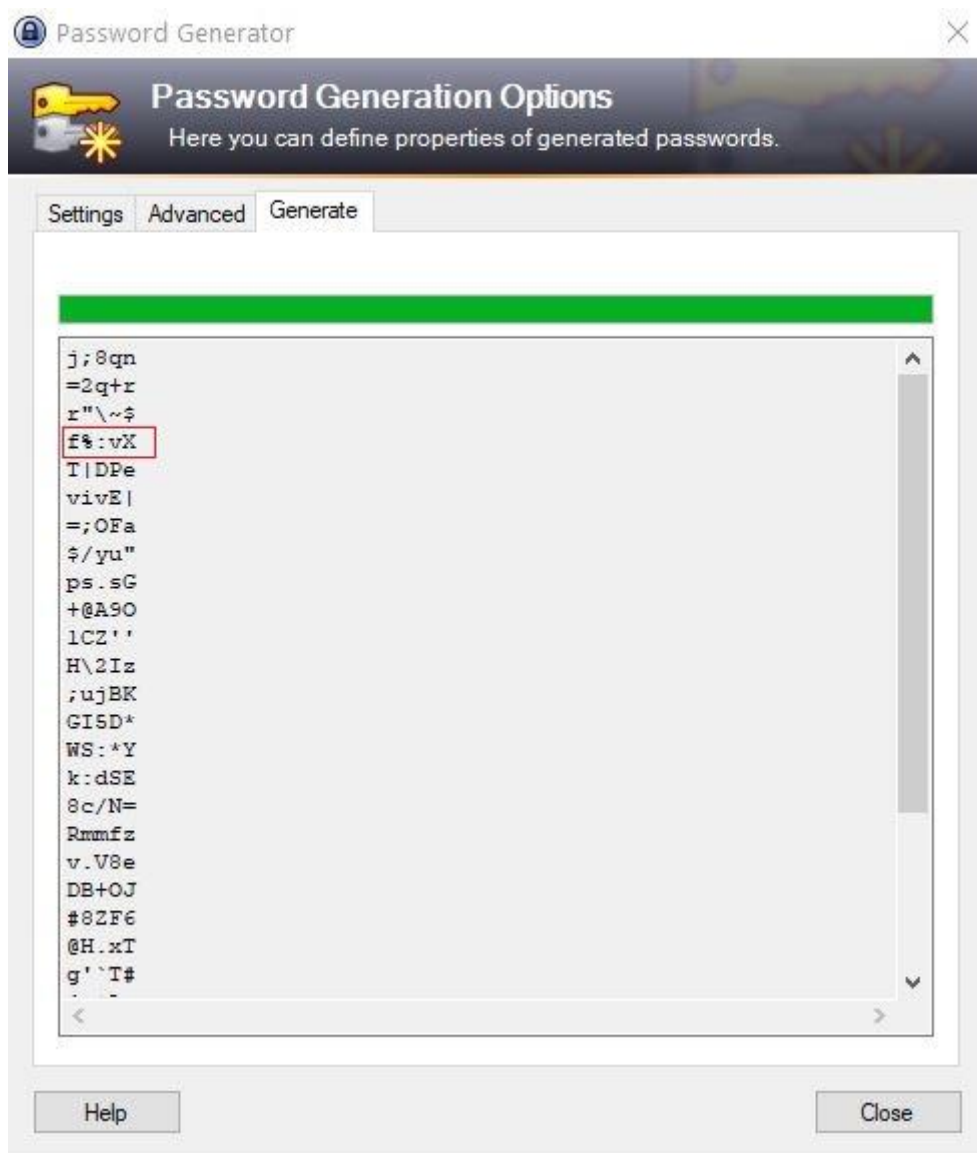 Password Generator
Password Generation Options
Here you can define properties of generated passwords.
Settings Advanced Generate
j;8qn
=2q+r
r"\~$
f%:vX
T|DPe
vivE|
=;OFa
$/yu"
ps.sG
+@A9O
lCZ''
H\2Iz
;ujBK
GI5D*
WS:*Y
k:dSE
8c/N=
Rmmfz
v.V8e
DB+OJ
#8ZF6
@H.xT
g'`T#
Help Close